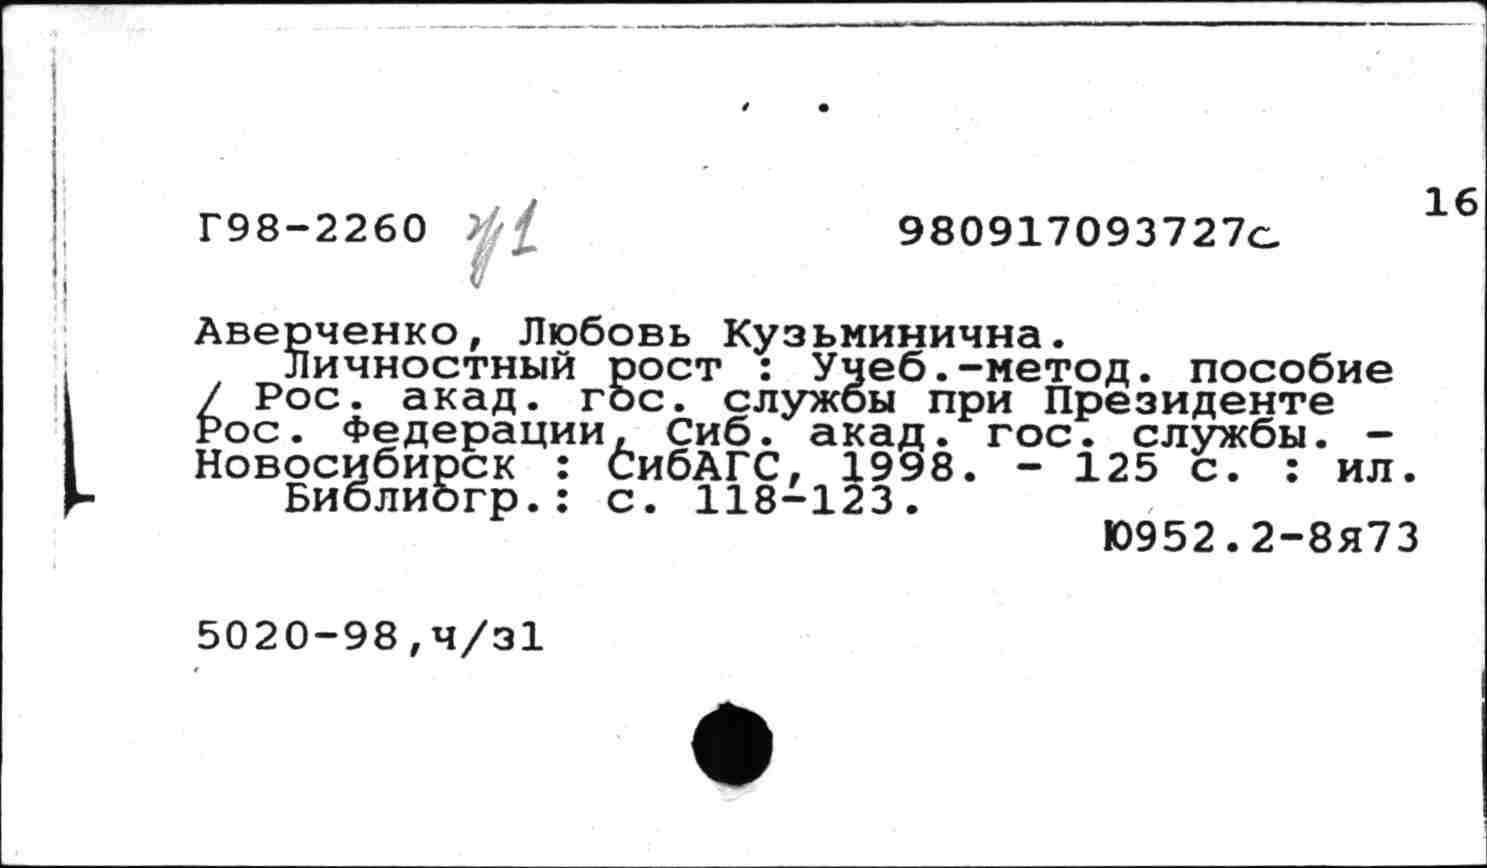 16
Г98-2260 ч/1 980917093727с
Аверченко, Любовь Кузьминична.
Личностный рост : Учеб.-метод. пособие
/ Рос. акад. гос. службы при Президенте
Рос. Федерации, Сиб. акад. гос. службы. -
Новосибирск : СибАГС, 1998. - 125 с. : ил.
Библиогр.: с. 118-123.
Ю952.2-8я73
5020-98,ч/з1